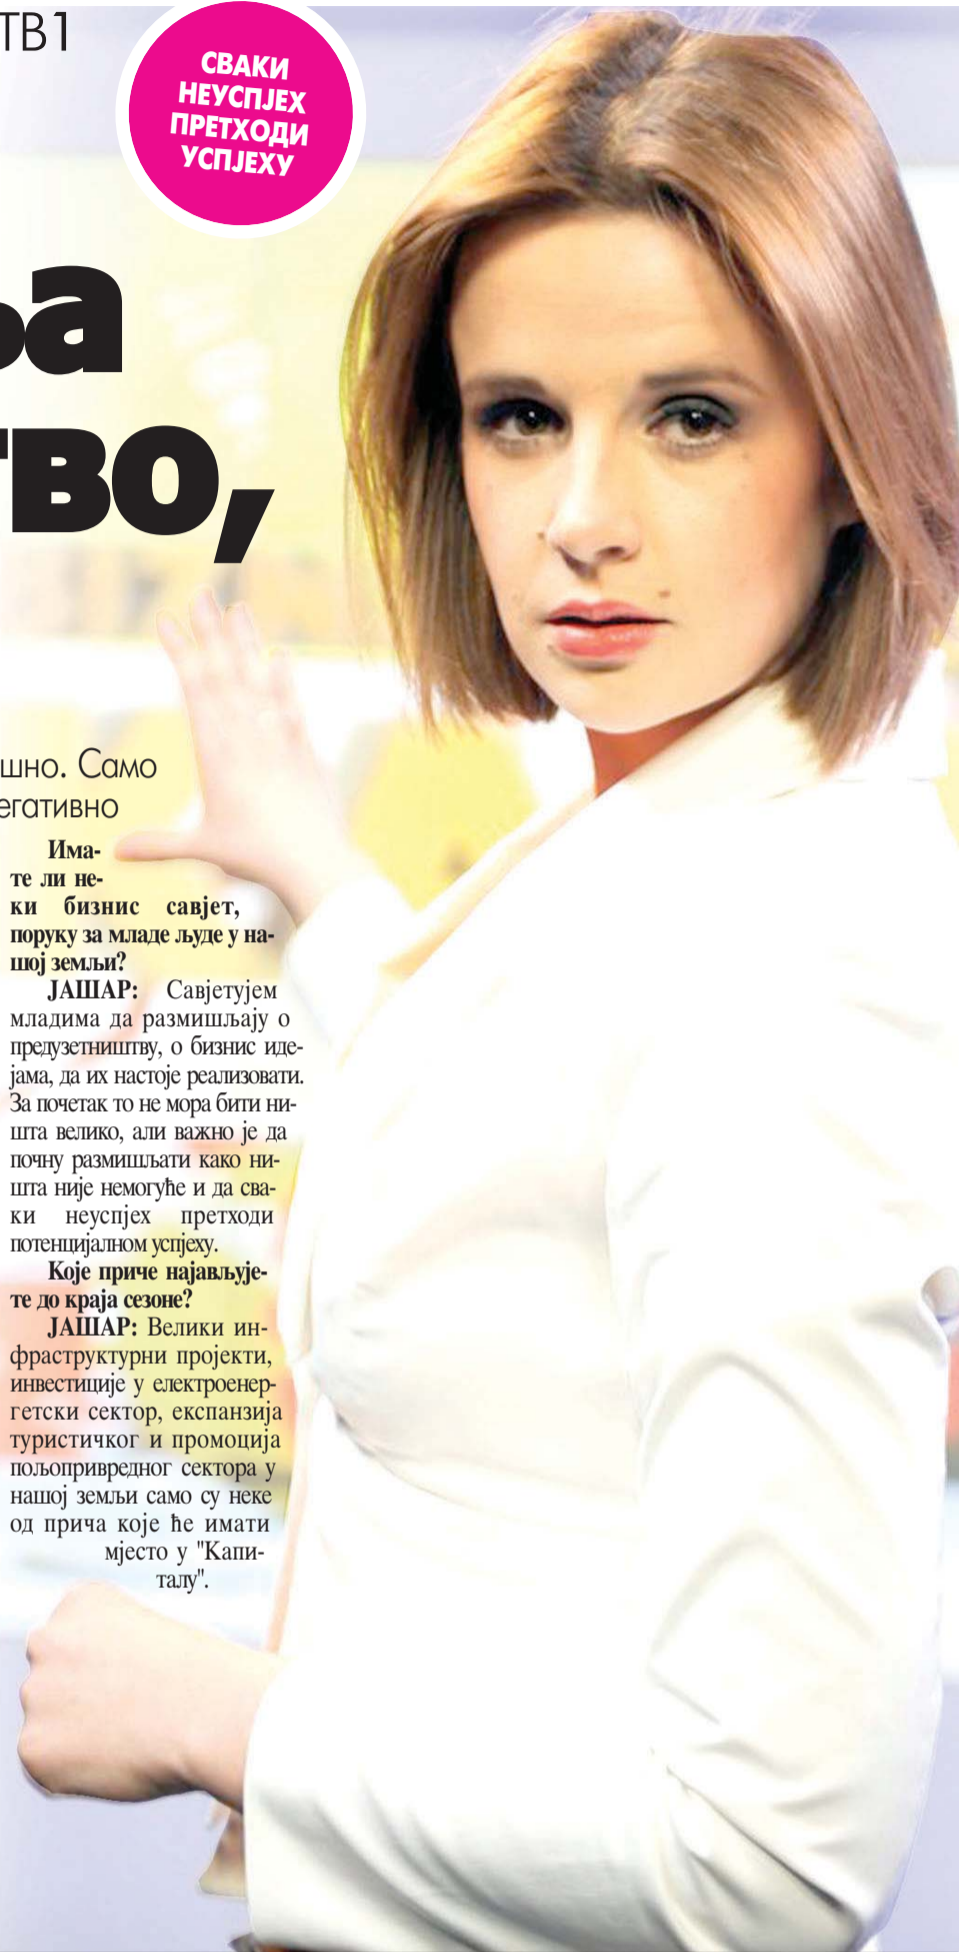 ТВ1
СВАКИ
НЕУСПЈЕХ
ПРЕТХОДИ
УСПЈЕХУ
ња
тво,
шно. Само
егативно
Има-
те ли не-
ки бизнис савјет,
поруку за младе људе у на-
шој земљи?
ЈАШАР: Савјетујем
младима да размишљају о
предузетништву, о бизнис иде-
јама, да их настоје реализовати.
За почетак то не мора бити ни-
шта велико, али важно је да
почну размишљати како ни-
шта није немогуће и да сва-
ки неуспјех претходи
потенцијалном успјеху.
Које приче најављује-
те до краја сезоне?
ЈАШАР: Велики ин-
фраструктурни пројекти,
инвестиције у електроенер-
гетски сектор, експанзија
туристичког и промоција
пољопривредног сектора у
нашој земљи само су неке
од прича које ће имати
мјесто у "Капи-
талу".